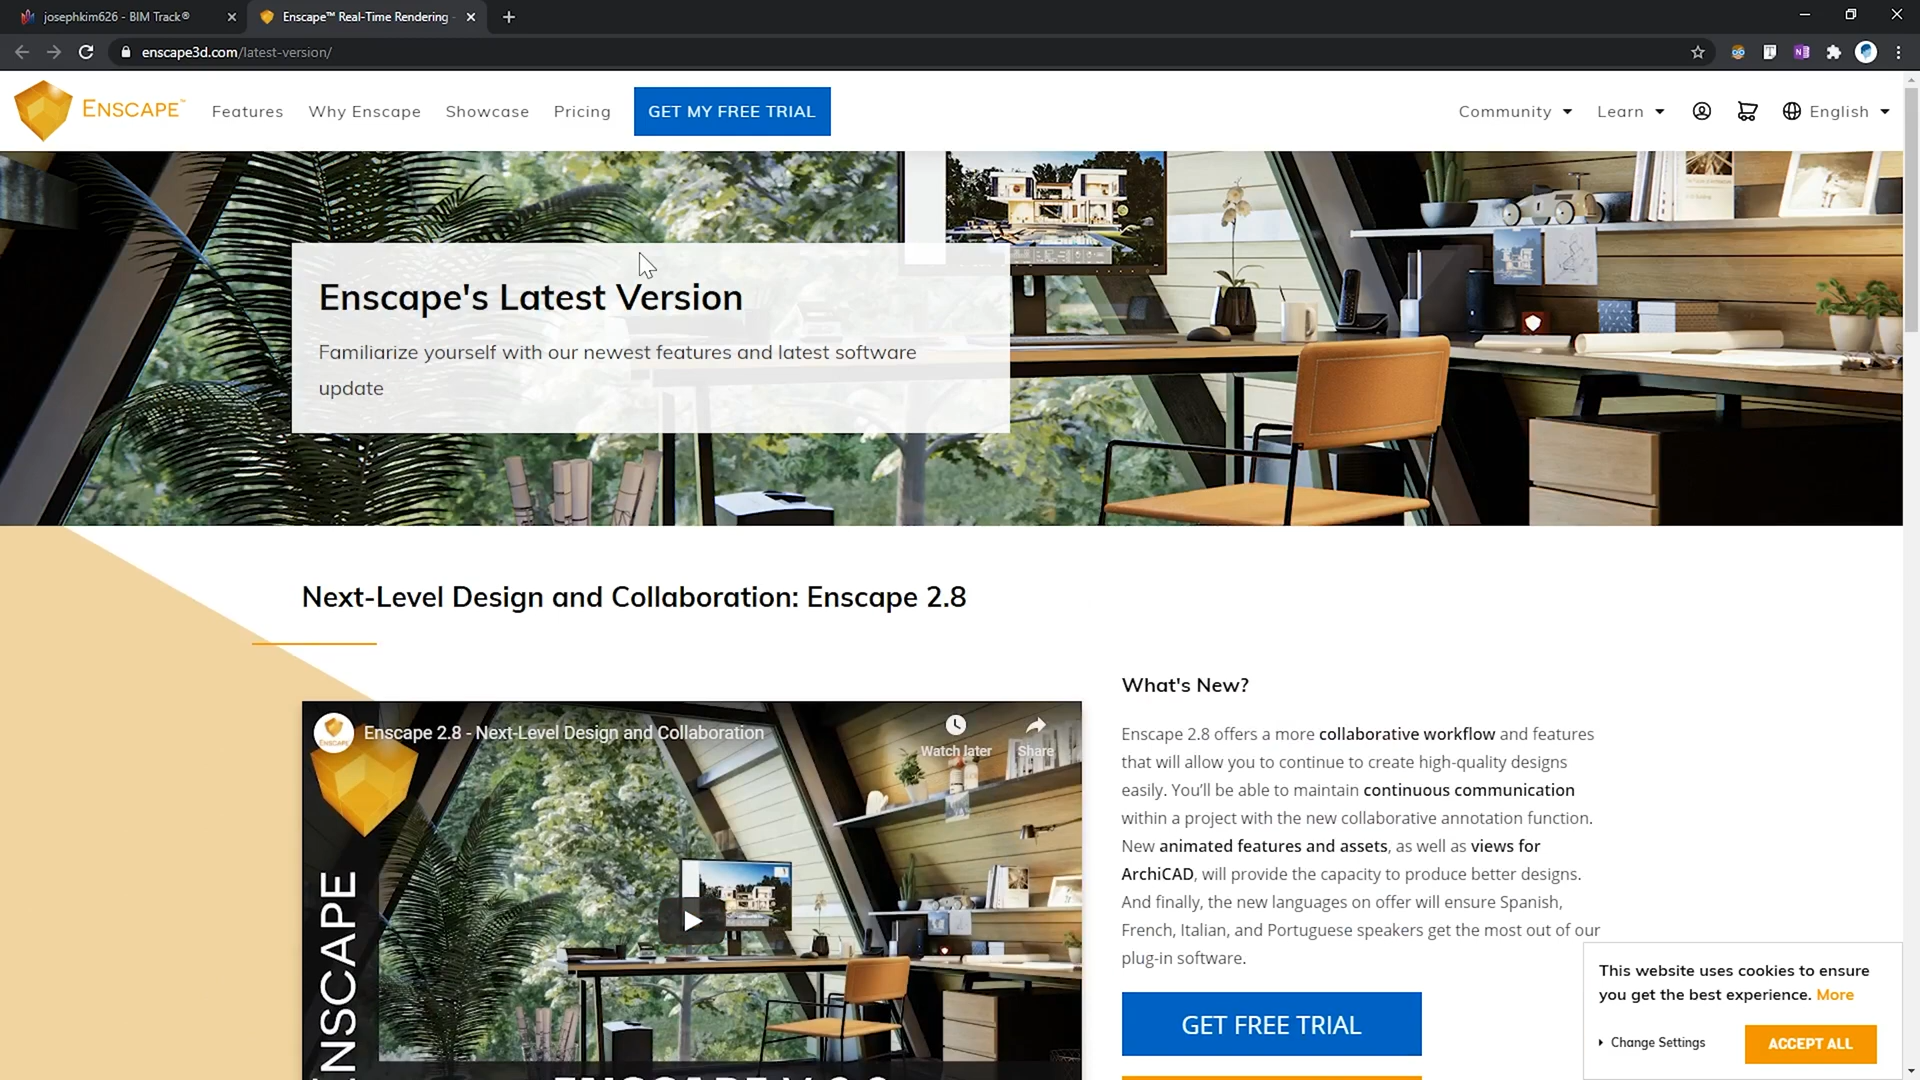 josephkim626 - BIM Track®
Enscape™ Real-Time Rendering -
enscape3d.com/latest-version/
ENSCAPE™
Features
Why Enscape
Showcase
Pricing
GET MY FREE TRIAL
Community
Learn
English
Enscape's Latest Version
Familiarize yourself with our newest features and latest software
update
Next-Level Design and Collaboration: Enscape 2.8
Enscape 2.8 - Next-Level Design and Collaboration
Watch later
Share
ENSCAPE
What's New?
Enscape 2.8 offers a more collaborative workflow and features
that will allow you to continue to create high-quality designs
easily. You'll be able to maintain continuous communication
within a project with the new collaborative annotation function.
New animated features and assets, as well as views for
ArchiCAD, will provide the capacity to produce better designs.
And finally, the new languages on offer will ensure Spanish,
French, Italian, and Portuguese speakers get the most out of our
plug-in software.
GET FREE TRIAL
This website uses cookies to ensure
you get the best experience. More
Change Settings
ACCEPT ALL